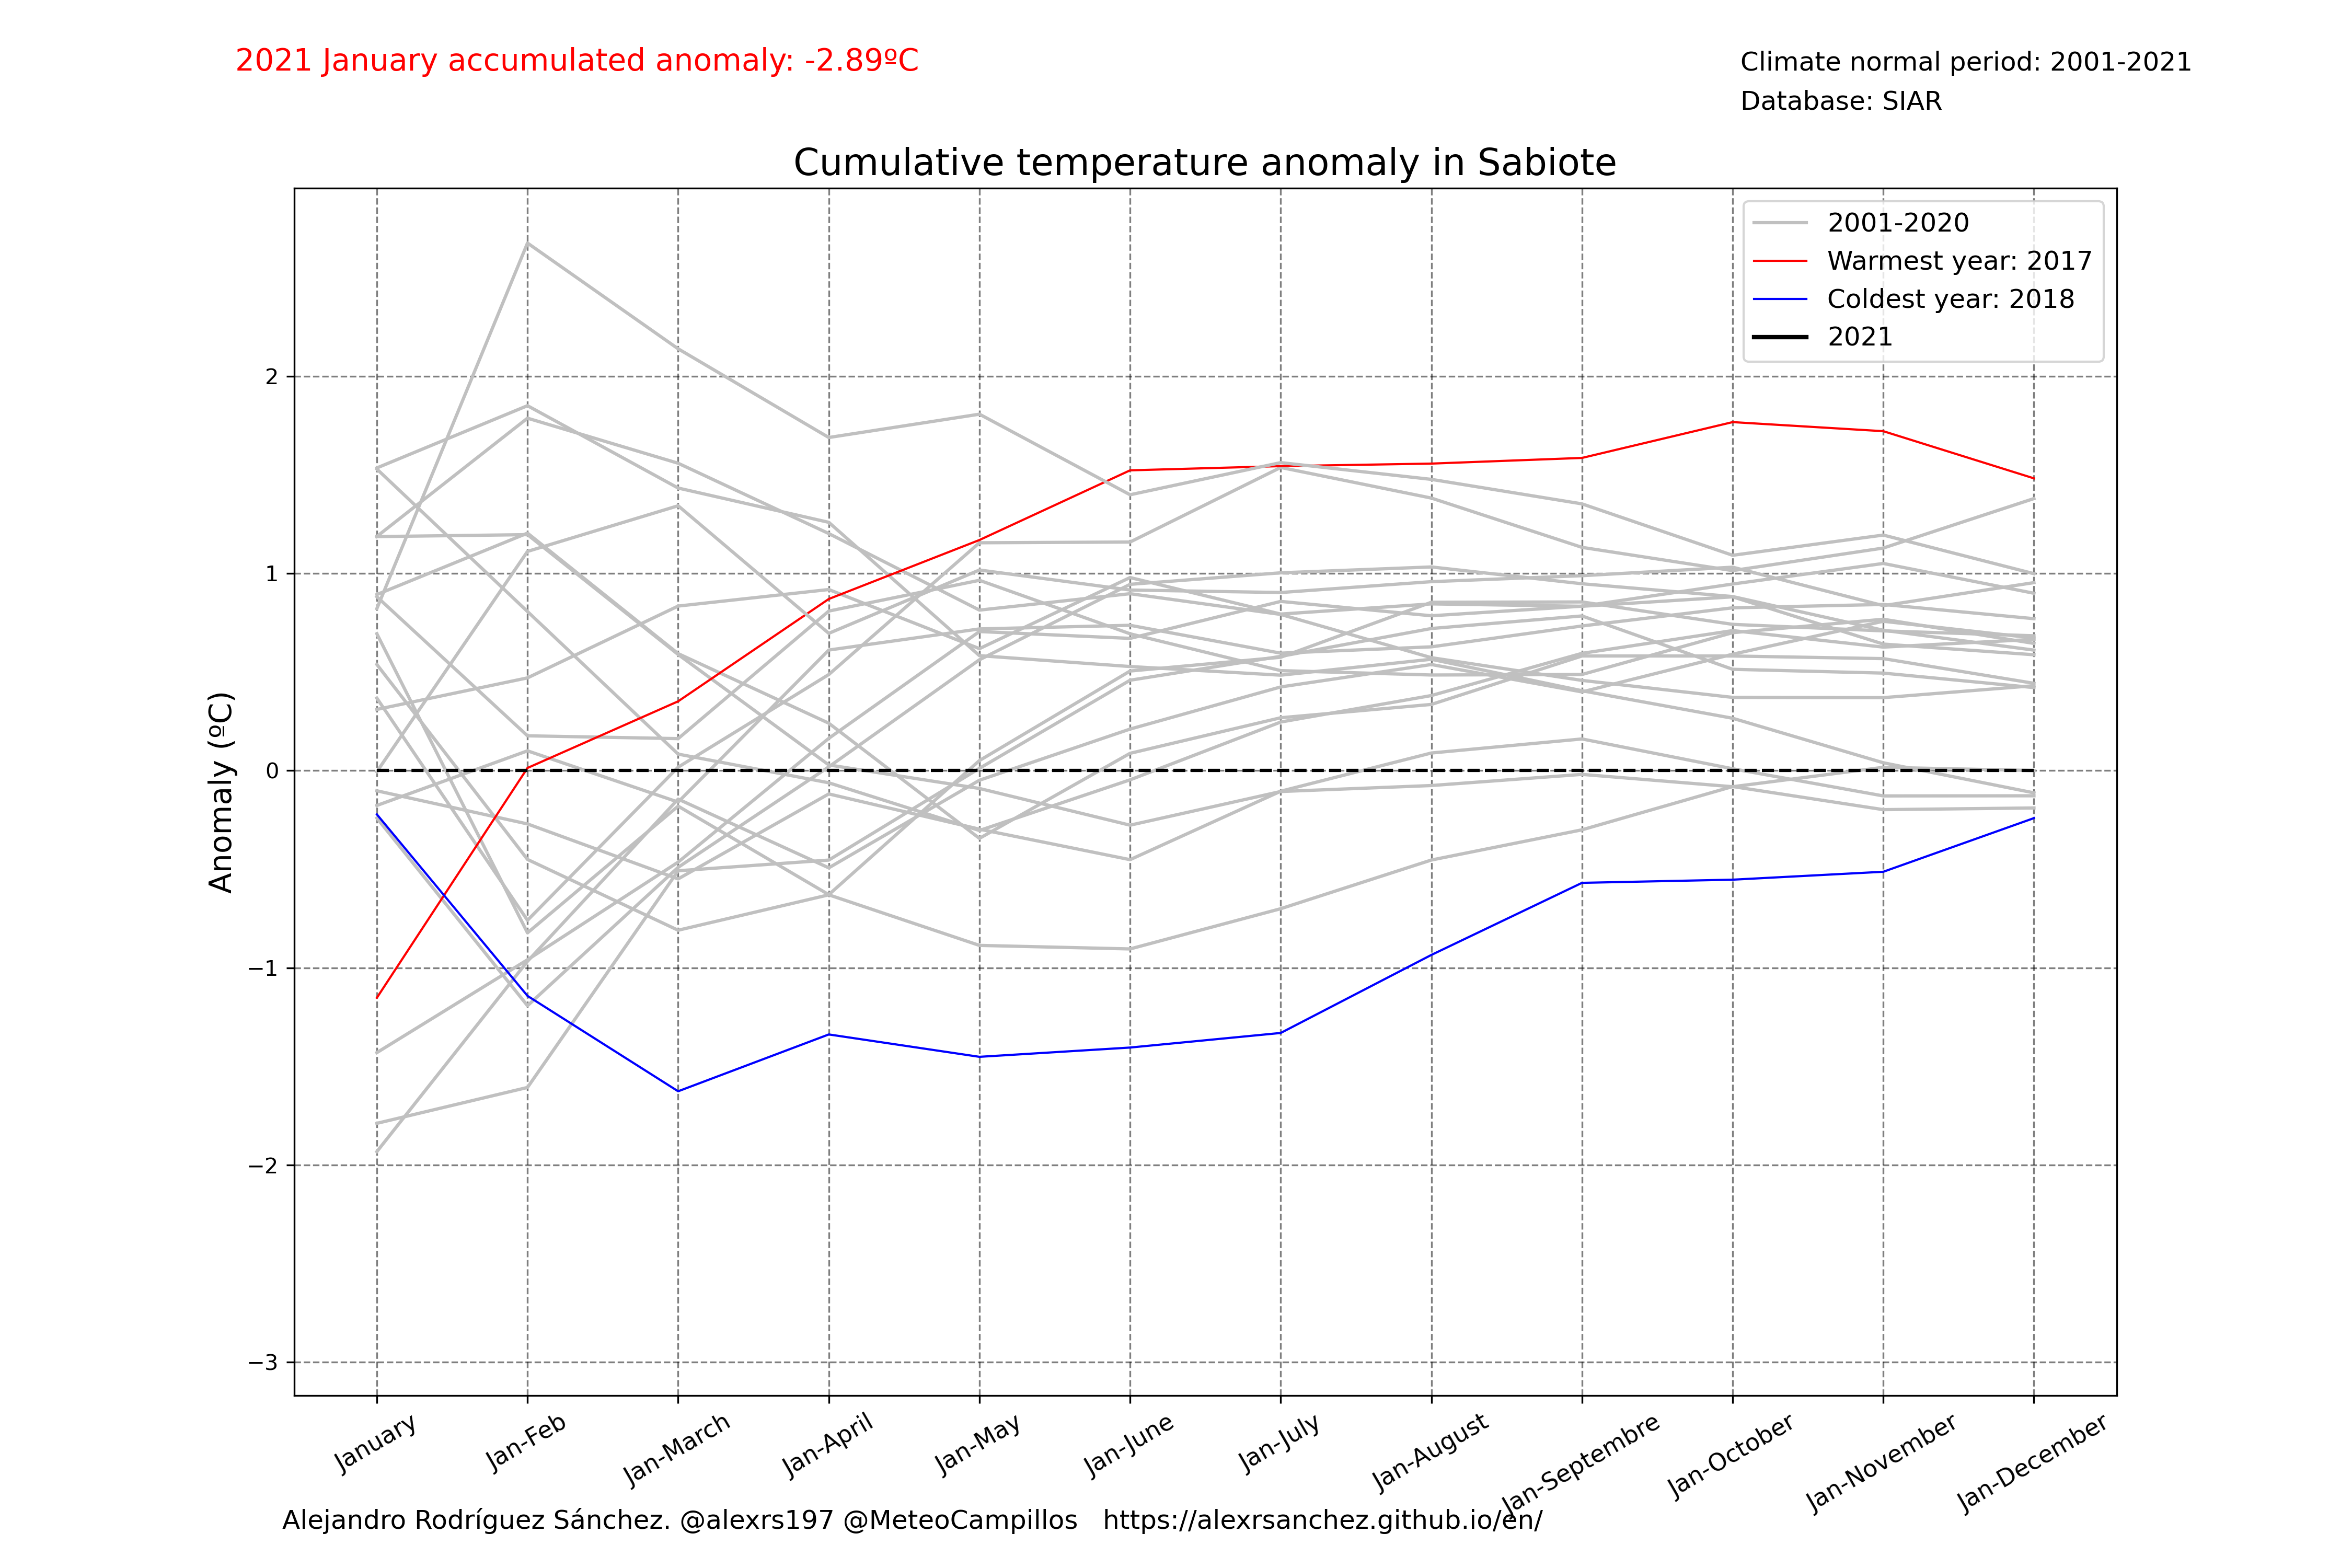 2021 January accumulated anomaly: -2.89ºC
Climate normal period: 2001-2021
Database: SIAR
Cumulative temperature anomaly in Sabiote
2001-2020
Warmest year: 2017
Coldest year: 2018
2021
Anomaly (ºC)
2
1
0
−1
−2
−3
January
Jan-Feb
Jan-March
Jan-April
Jan-May
Jan-June
Jan-July
Jan-August
Jan-Septembre
Jan-October
Jan-November
Jan-December
Alejandro Rodríguez Sánchez. @alexrs197 @MeteoCampillos https://alexrsanchez.github.io/en/